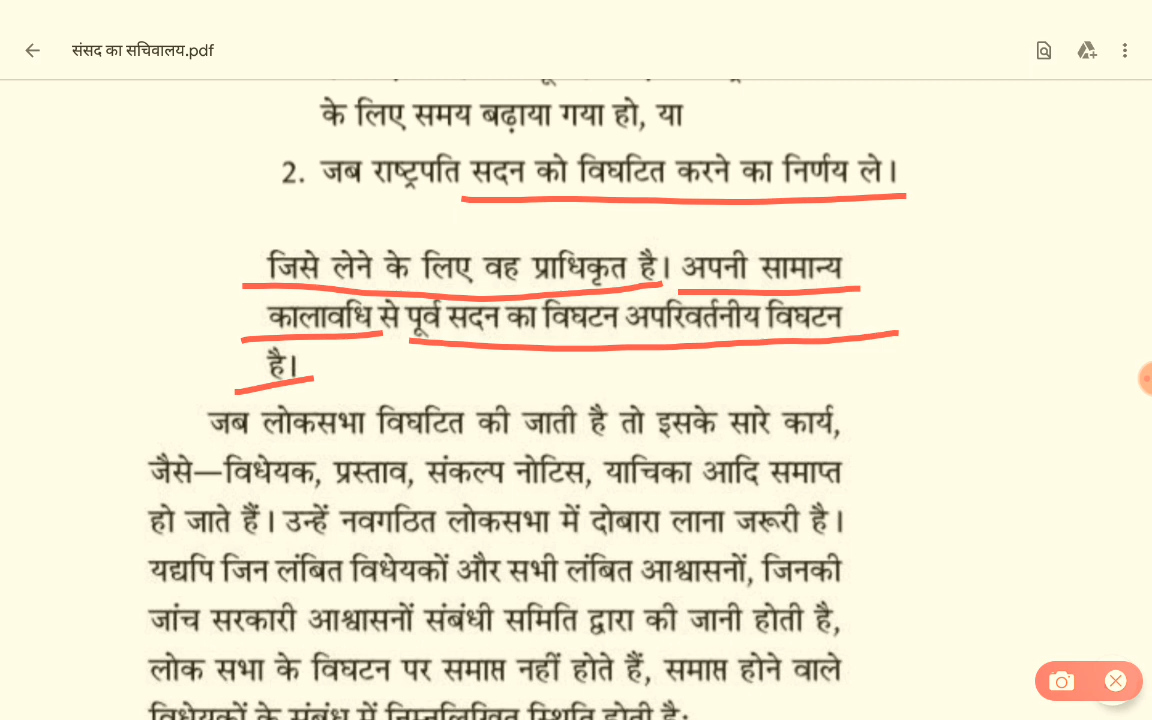 संसद का सचिवालय.pdf
के लिए समय बढ़ाया गया हो, या
2. जब राष्ट्रपति सदन को विघटित करने का निर्णय ले।
जिसे लेने के लिए वह प्राधिकृत है। अपनी सामान्य
कालावधि से पूर्व सदन का विघटन अपरिवर्तनीय विघटन
है।
जब लोकसभा विघटित की जाती है तो इसके सारे कार्य,
जैसे—विधेयक, प्रस्ताव, संकल्प नोटिस, याचिका आदि समाप्त
हो जाते हैं। उन्हें नवगठित लोकसभा में दोबारा लाना जरूरी है।
यद्यपि जिन लंबित विधेयकों और सभी लंबित आश्वासनों, जिनकी
जांच सरकारी आश्वासनों संबंधी समिति द्वारा की जानी होती है,
लोक सभा के विघटन पर समाप्त नहीं होते हैं, समाप्त होने वाले
विधेयकों के संबंध में निम्नलिखित स्थिति होती है: